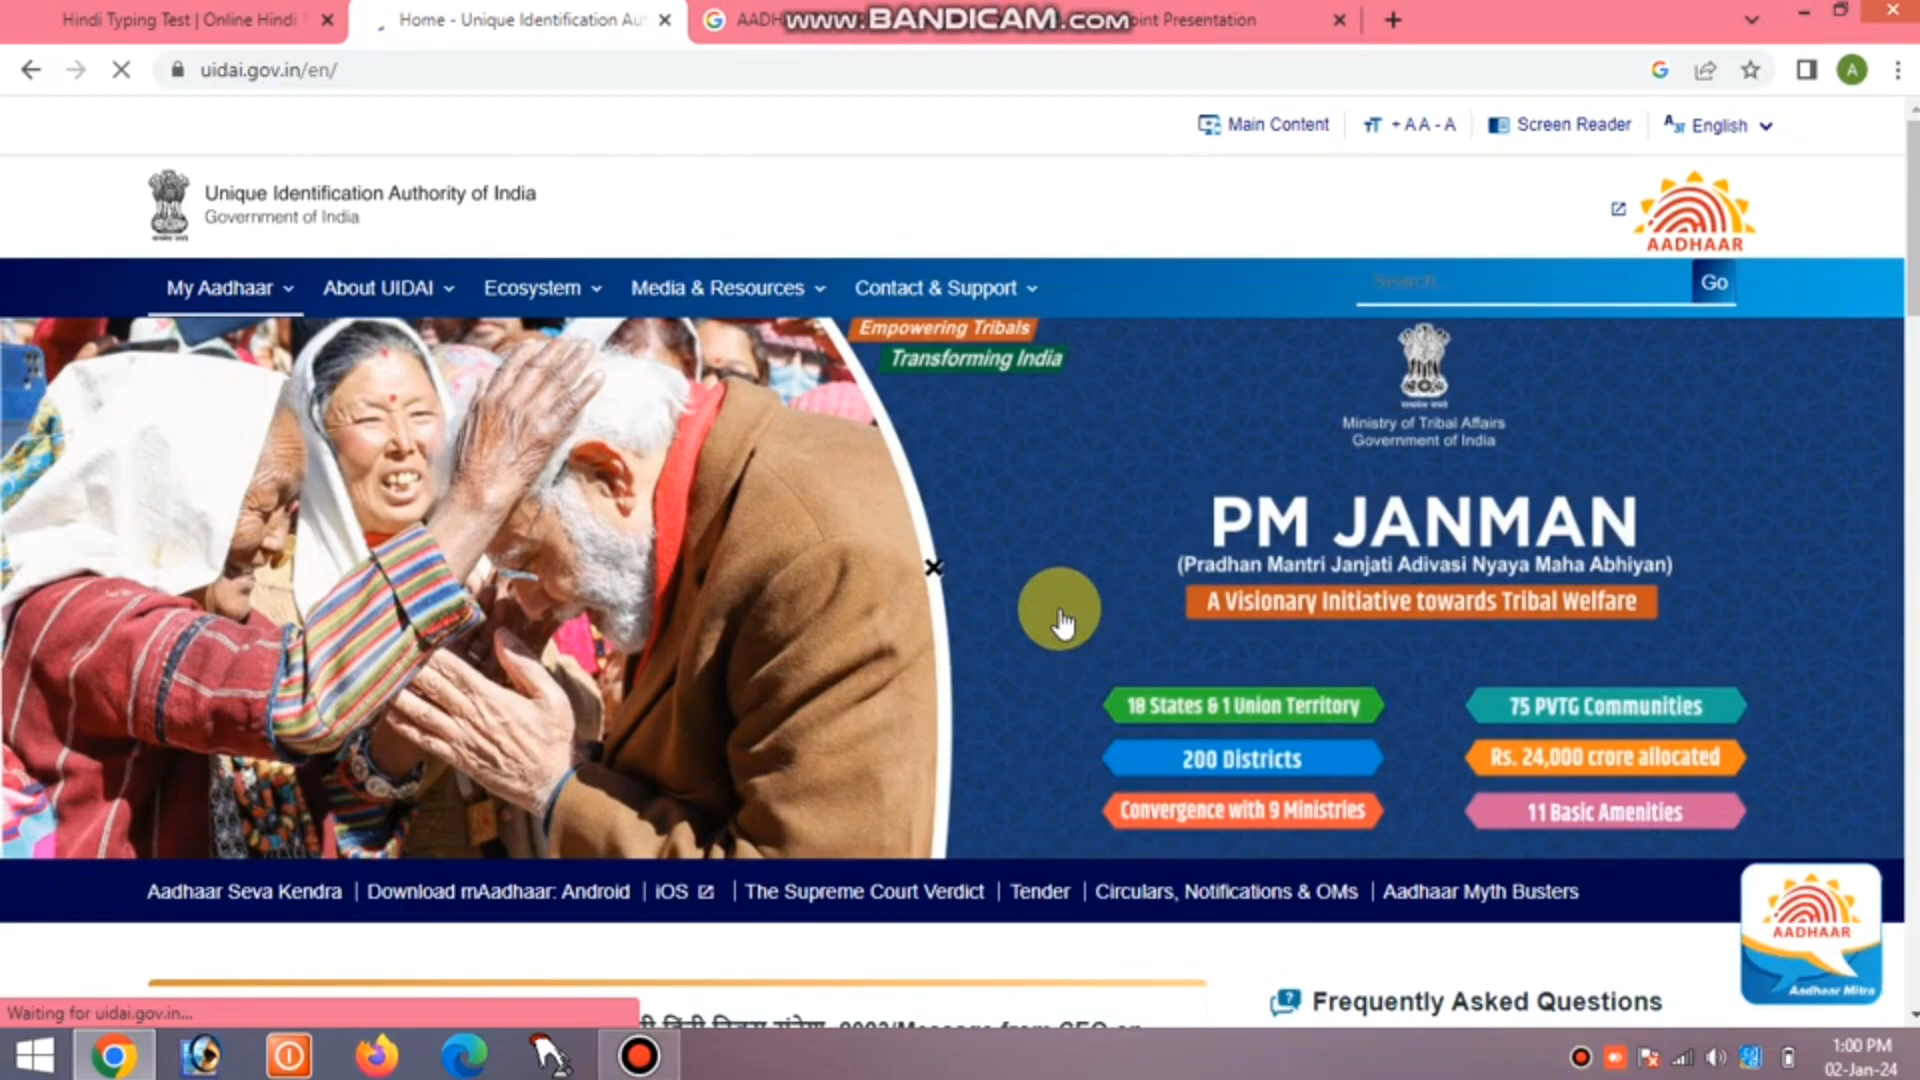 Hindi Typing Test | Online Hindi
Home - Unique Identification Au
AADH
www.BANDICAM.com
int Presentation
uidai.gov.in/en/
A
Main Content
+ A A - A
Screen Reader
English
Unique Identification Authority of India
Government of India
AADHAAR
My Aadhaar
About UIDAI
Ecosystem
Media & Resources
Contact & Support
Search
Go
Empowering Tribals
Transforming India
Ministry of Tribal Affairs
Government of India
PM JANMAN
(Pradhan Mantri Janjati Adivasi Nyaya Maha Abhiyan)
A Visionary Initiative towards Tribal Welfare
18 States & 1 Union Territory
75 PVTG Communities
200 Districts
Rs. 24,000 crore allocated
Convergence with 9 Ministries
11 Basic Amenities
Aadhaar Seva Kendra | Download mAadhaar: Android | iOS | The Supreme Court Verdict | Tender | Circulars, Notifications & OMs | Aadhaar Myth Busters
AADHAAR
Aadhaar Mitra
Frequently Asked Questions
Waiting for uidai.gov.in...
1:00 PM
02-Jan-24